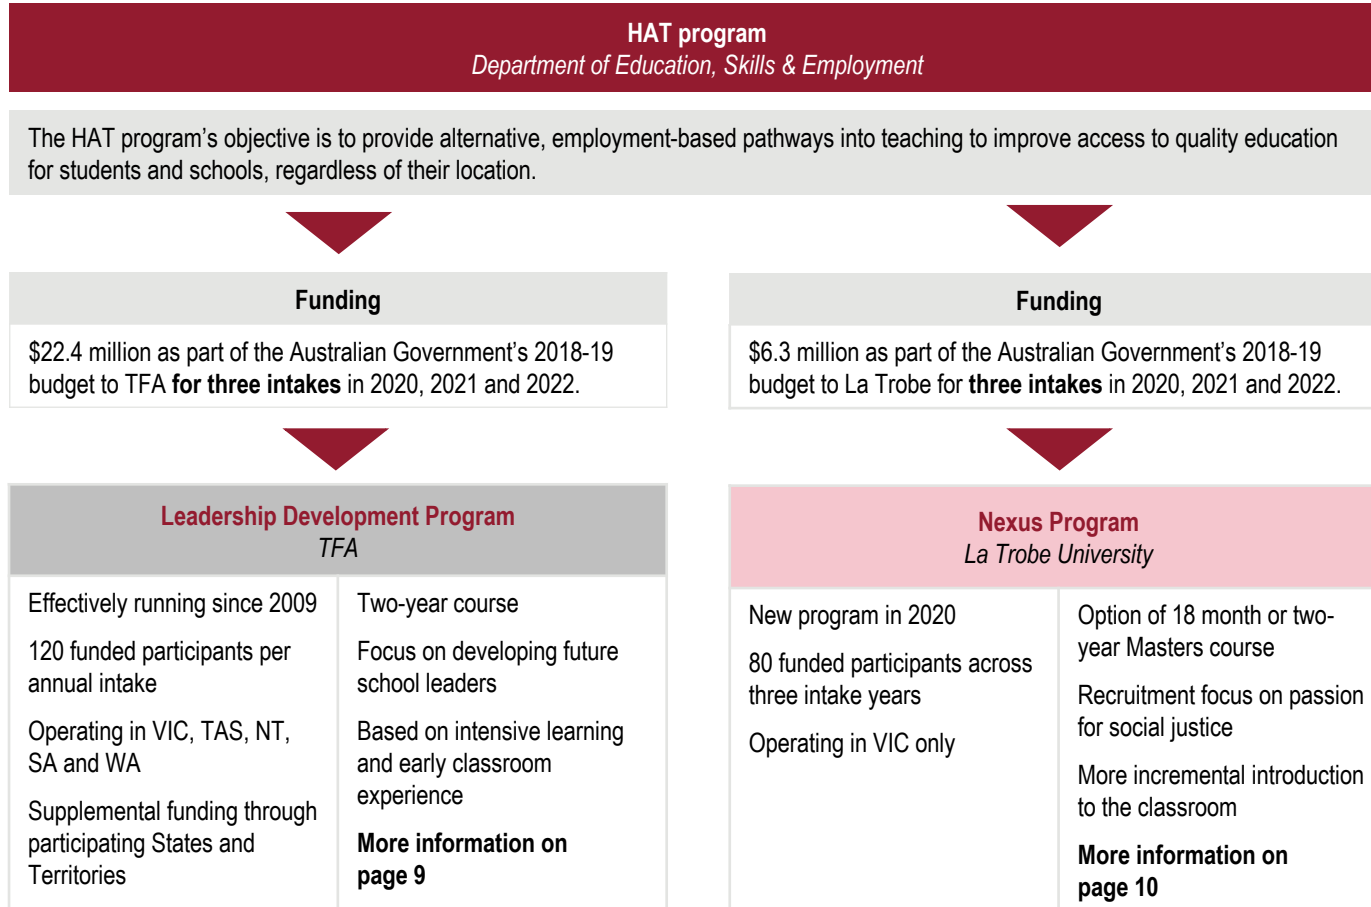 HAT program
Department of Education, Skills & Employment
The HAT program's objective is to provide alternative, employment-based pathways into teaching to improve access to quality education
for students and schools, regardless of their location.
Funding
$22.4 million as part of the Australian Government's 2018-19
budget to TFA for three intakes in 2020, 2021 and 2022.
Funding
$6.3 million as part of the Australian Government's 2018-19
budget to La Trobe for three intakes in 2020, 2021 and 2022.
Leadership Development Program
TFA
Effectively running since 2009
120 funded participants per
annual intake
Operating in VIC, TAS, NT,
SA and WA
Supplemental funding through
participating States and
Territories
Two-year course
Focus on developing future
school leaders
Based on intensive learning
and early classroom
experience
More information on
page 9
Nexus Program
La Trobe University
New program in 2020
80 funded participants across
three intake years
Operating in VIC only
Option of 18 month or two-
year Masters course
Recruitment focus on passion
for social justice
More incremental introduction
to the classroom
More information on
page 10